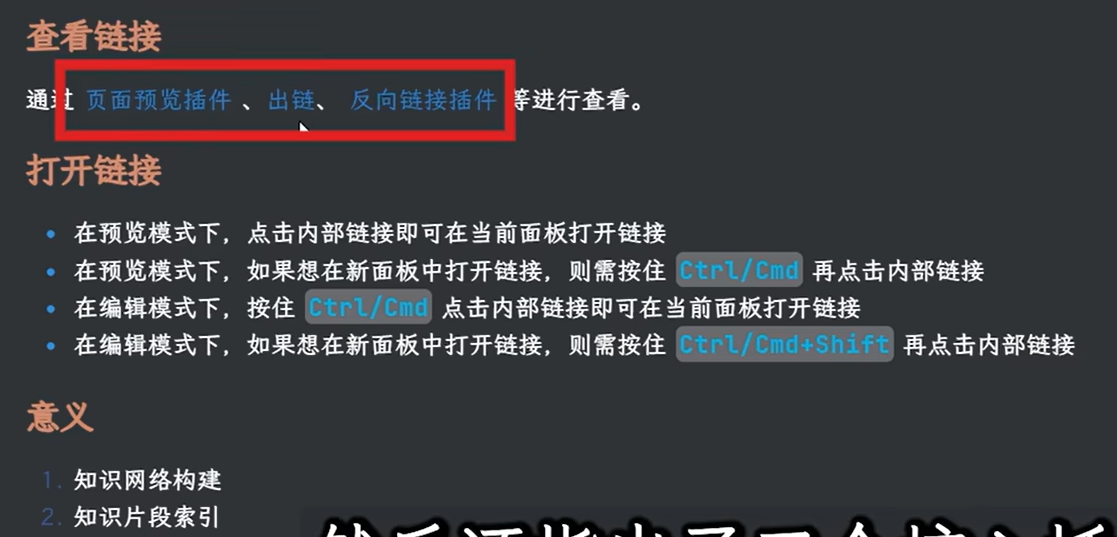 查看链接
通过 页面预览插件 、出链、 反向链接插件 等进行查看。
打开链接
在预览模式下，点击内部链接即可在当前面板打开链接
在预览模式下，如果想在新面板中打开链接，则需按住 Ctrl/Cmd 再点击内部链接
在编辑模式下，按住 Ctrl/Cmd 点击内部链接即可在当前面板打开链接
在编辑模式下，如果想在新面板中打开链接，则需按住 Ctrl/Cmd+Shift 再点击内部链接
意义
1. 知识网络构建
2. 知识片段索引